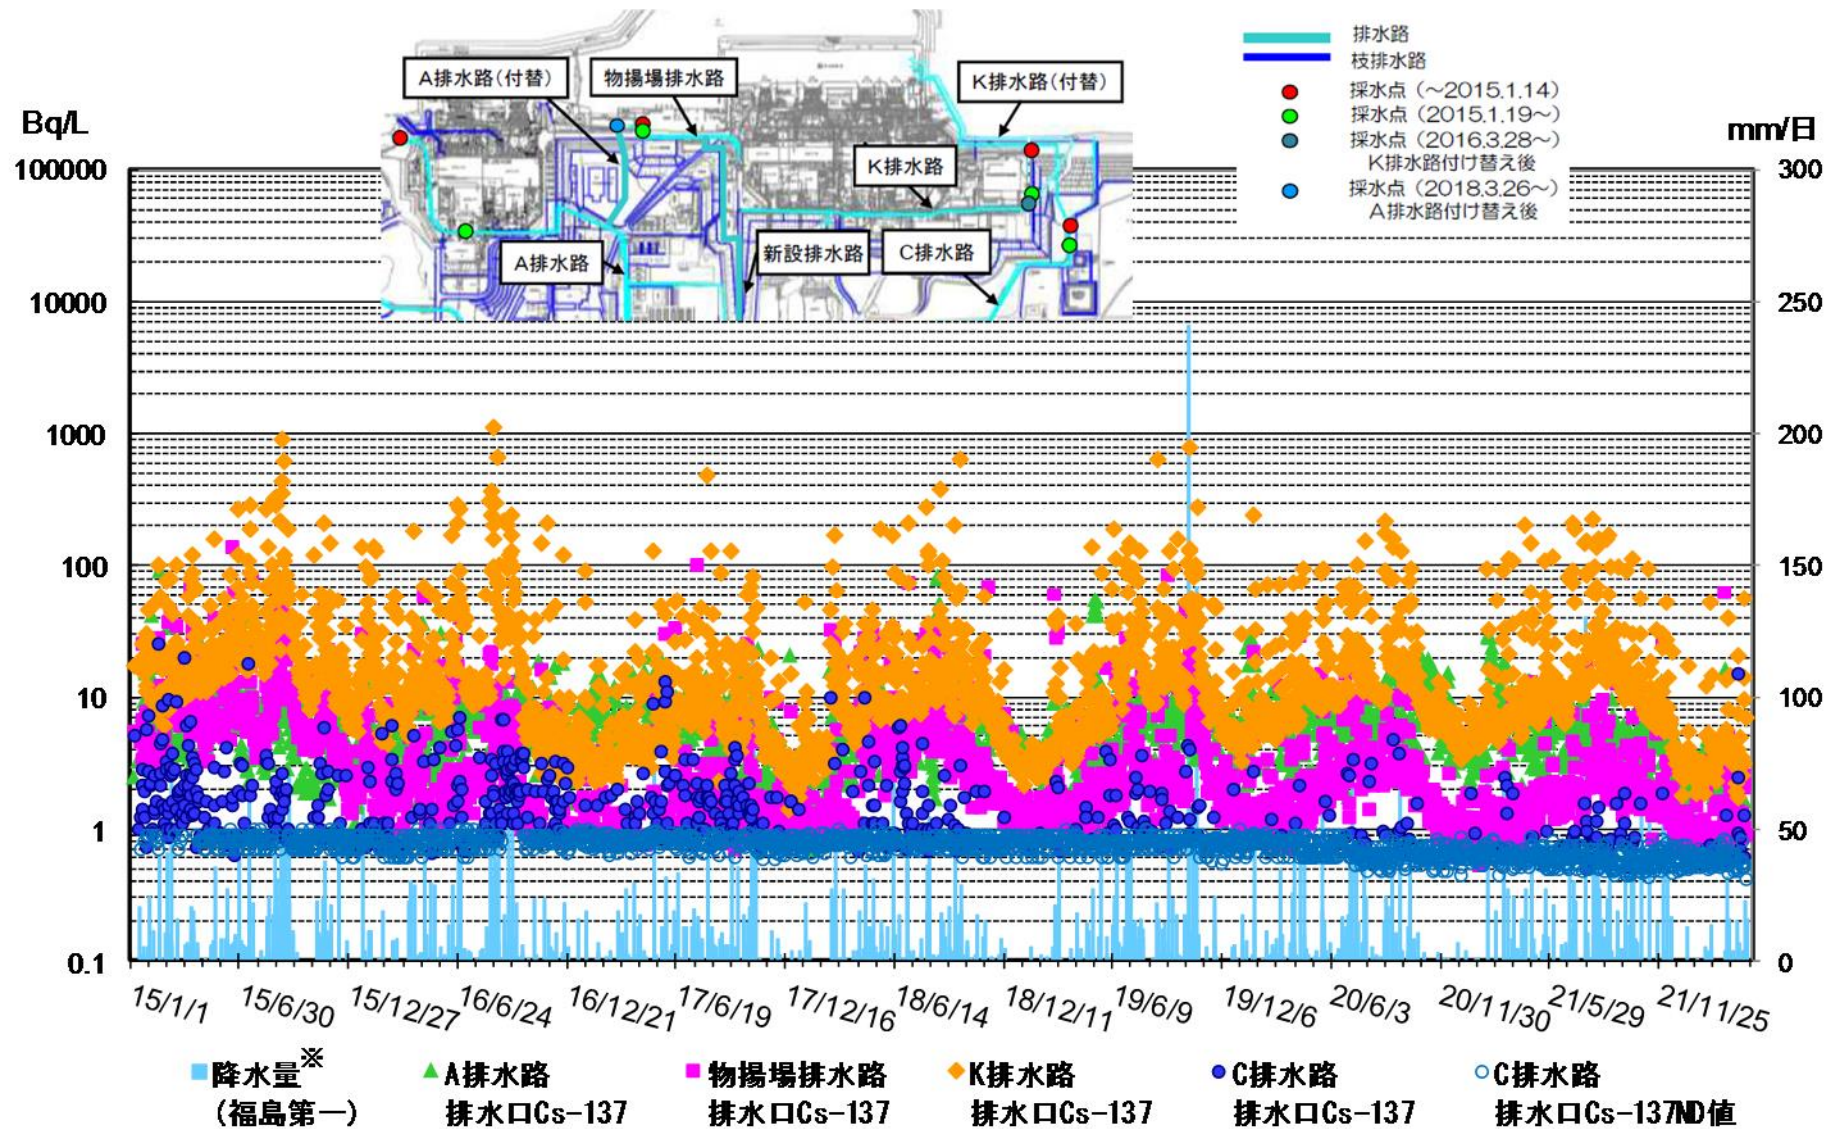 A排水路(付替)
物揚場排水路
K排水路(付替)
排水路
枝排水路
採水点(～2015.1.14)
採水点(2015.1.19～)
採水点(2016.3.28～)
K排水路付け替え後
採水点(2018.3.26～)
A排水路付け替え後
K排水路
A排水路
新設排水路
C排水路
Bq/L
mm/日
100000
10000
1000
100
10
1
0.1
300
250
200
150
100
50
0
15/1/1
15/6/30
15/12/27
16/6/24
16/12/21
17/6/19
17/12/16
18/6/14
18/12/11
19/6/9
19/12/6
20/6/3
20/11/30
21/5/29
21/11/25
降水量※
(福島第一)
A排水路
排水口Cs-137
物揚場排水路
排水口Cs-137
K排水路
排水口Cs-137
C排水路
排水口Cs-137
C排水路
排水口Cs-137ND値